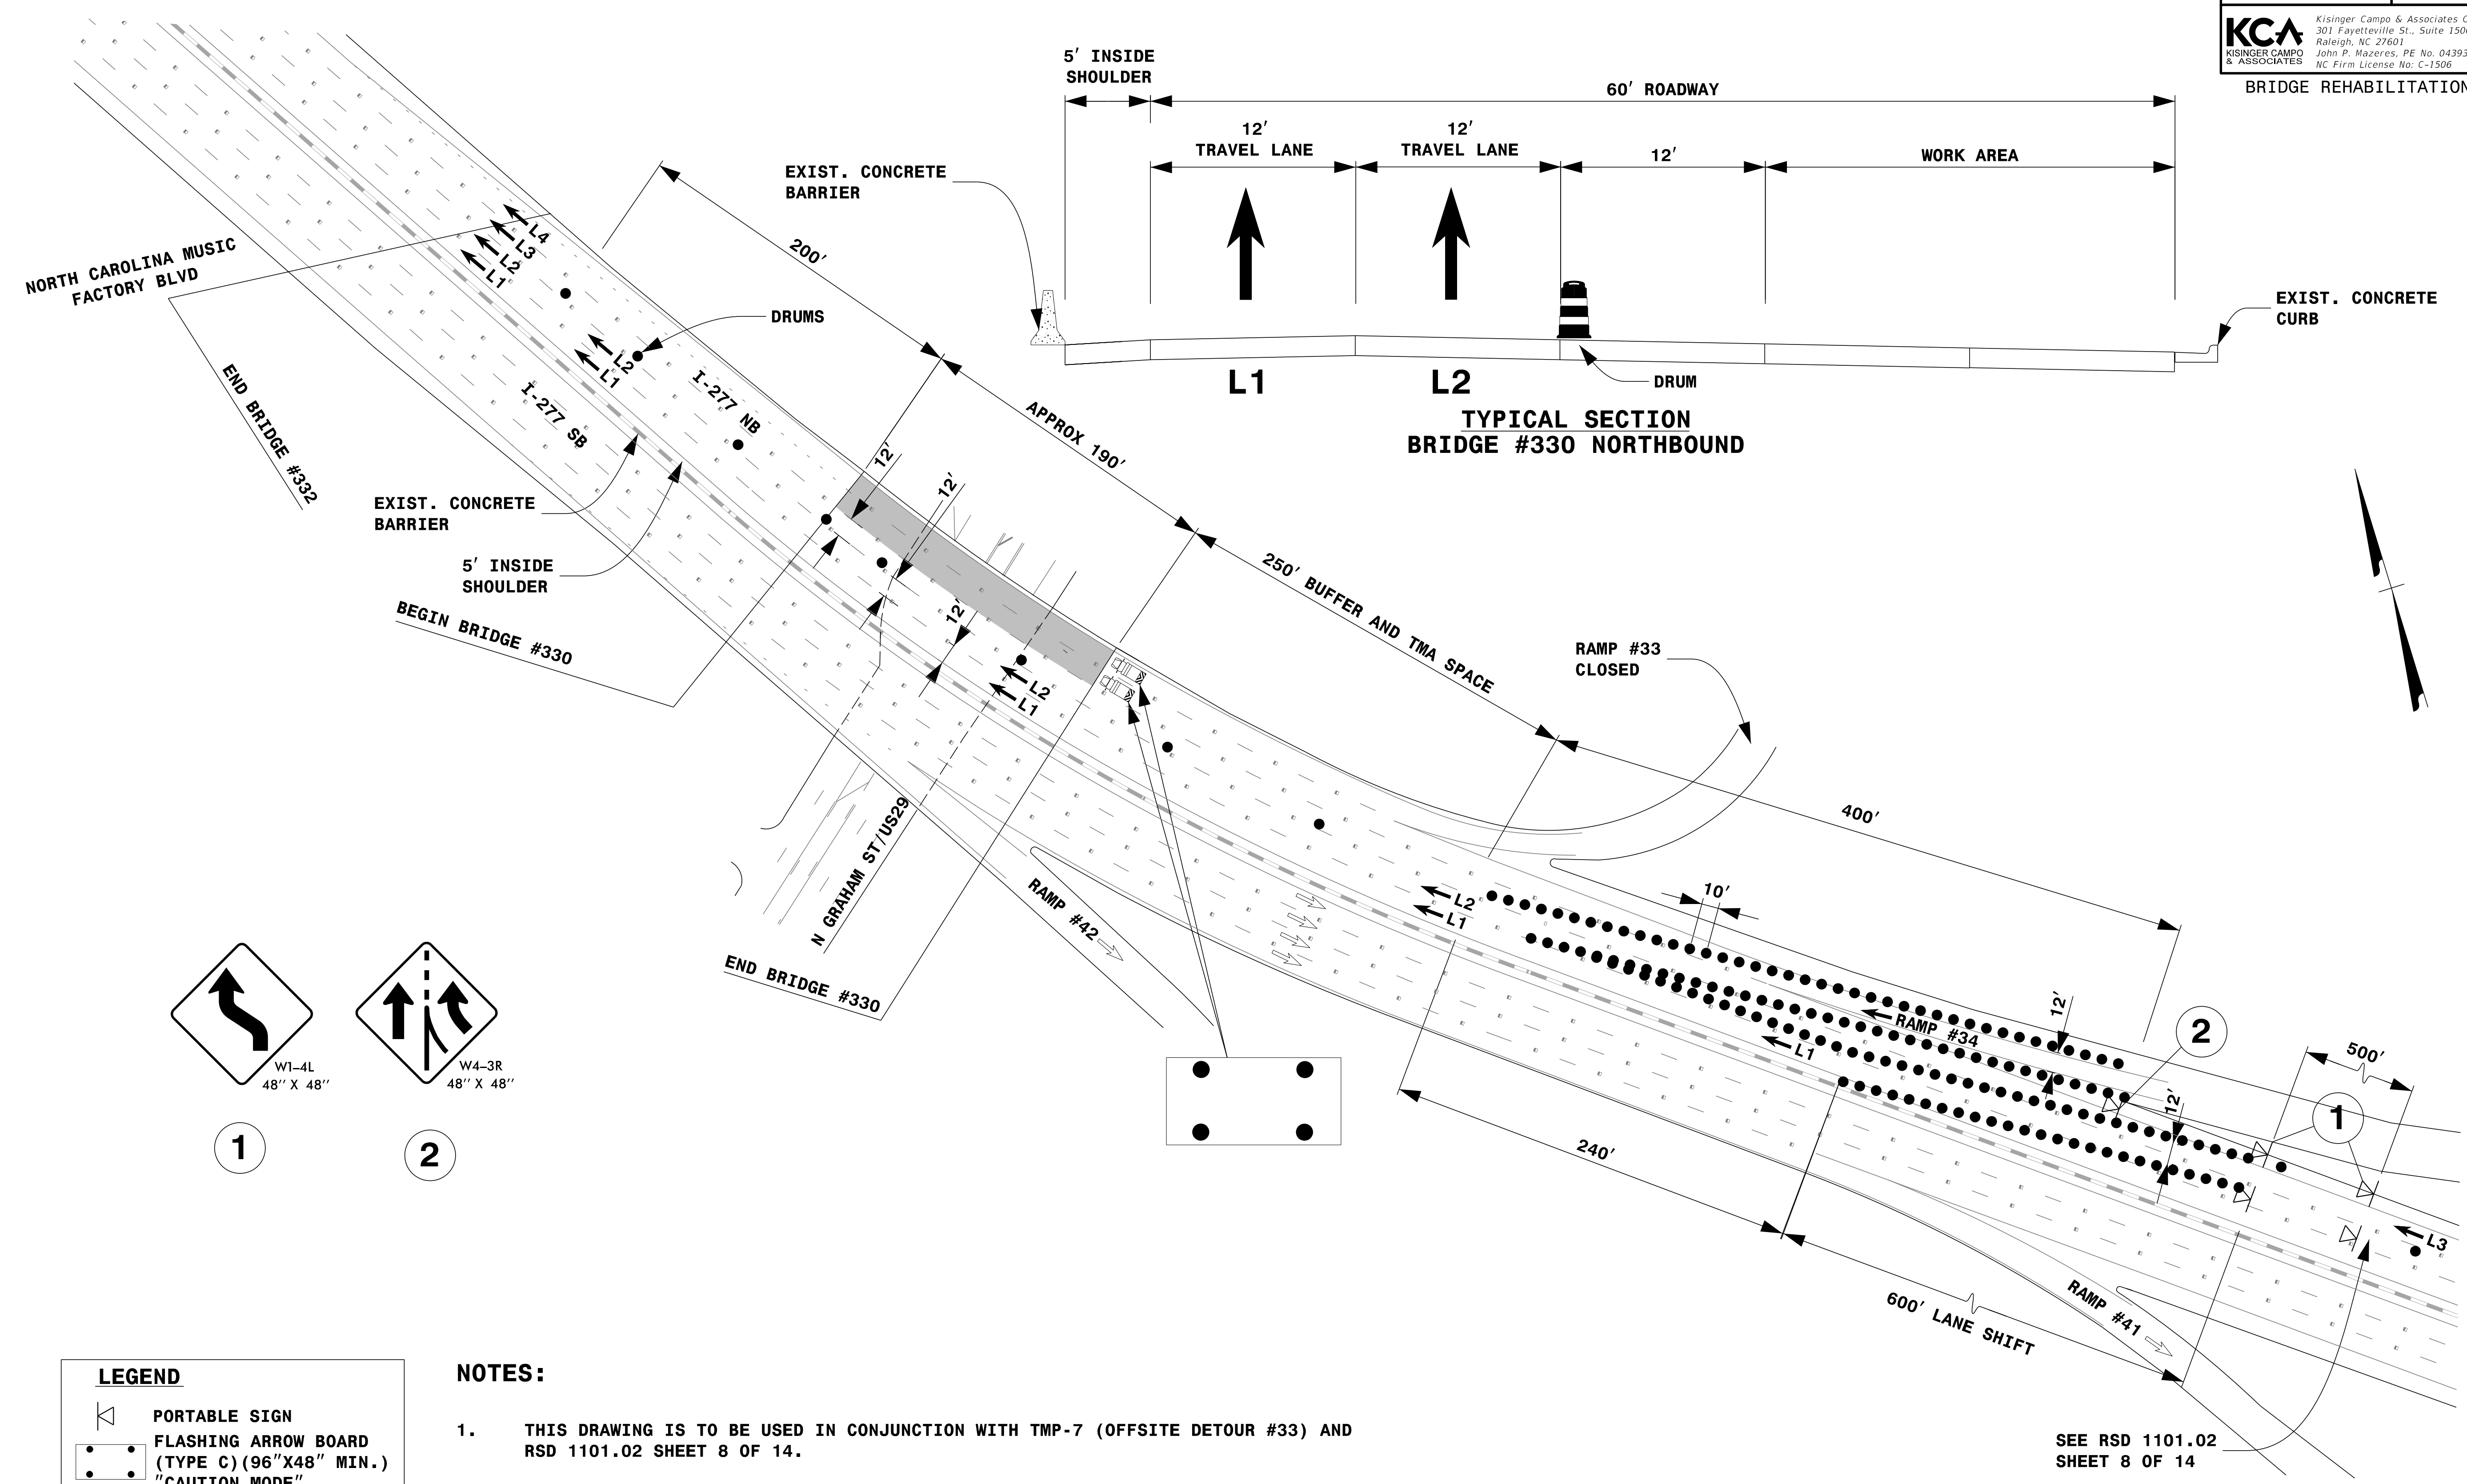 KCA
KISINGER CAMPO
& ASSOCIATES
Kisinger Campo & Associates
301 Fayetteville St., Suite
Raleigh, NC 27601
John P. Mazeres, PE No.
NC Firm License No: C-1506
BRIDGE REHABILITATION
5' INSIDE
SHOULDER
60' ROADWAY
12'
TRAVEL LANE
12'
TRAVEL LANE
12'
WORK AREA
EXIST. CONCRETE
BARRIER
EXIST. CONCRETE
CURB
L1
L2
DRUM
TYPICAL SECTION
BRIDGE #330 NORTHBOUND
NORTH CAROLINA MUSIC
FACTORY BLVD
END BRIDGE #332
L4
L3
L2
L1
200'
DRUMS
L2
L1
I-277 NB
I-277 SB
APPROX 190'
EXIST. CONCRETE
BARRIER
5' INSIDE
SHOULDER
BEGIN BRIDGE #330
12'
12'
12'
L2
L1
250' BUFFER AND TMA SPACE
RAMP #33
CLOSED
400'
N GRAHAM ST/US29
END BRIDGE #330
RAMP #42
L2
L1
10'
RAMP #34
L1
12'
12'
2
500'
1
L3
240'
600' LANE SHIFT
RAMP #41
SEE RSD 1101.02
SHEET 8 OF 14
W1-4L
48" X 48"
1
W4-3R
48" X 48"
2
LEGEND
PORTABLE SIGN
FLASHING ARROW BOARD
(TYPE C)(96"X48" MIN.)
"CAUTION MODE"
NOTES:
1. THIS DRAWING IS TO BE USED IN CONJUNCTION WITH TMP-7 (OFFSITE DETOUR #33) AND
RSD 1101.02 SHEET 8 OF 14.